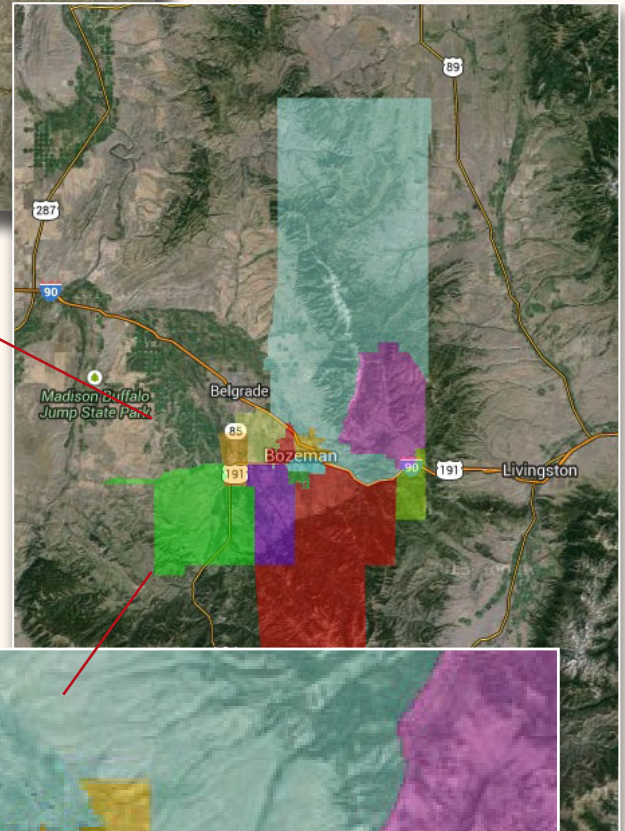 89
287
90
Madison Buffalo
Jump State Park
Belgrade
85
Bozeman
90
191
191
Livingston